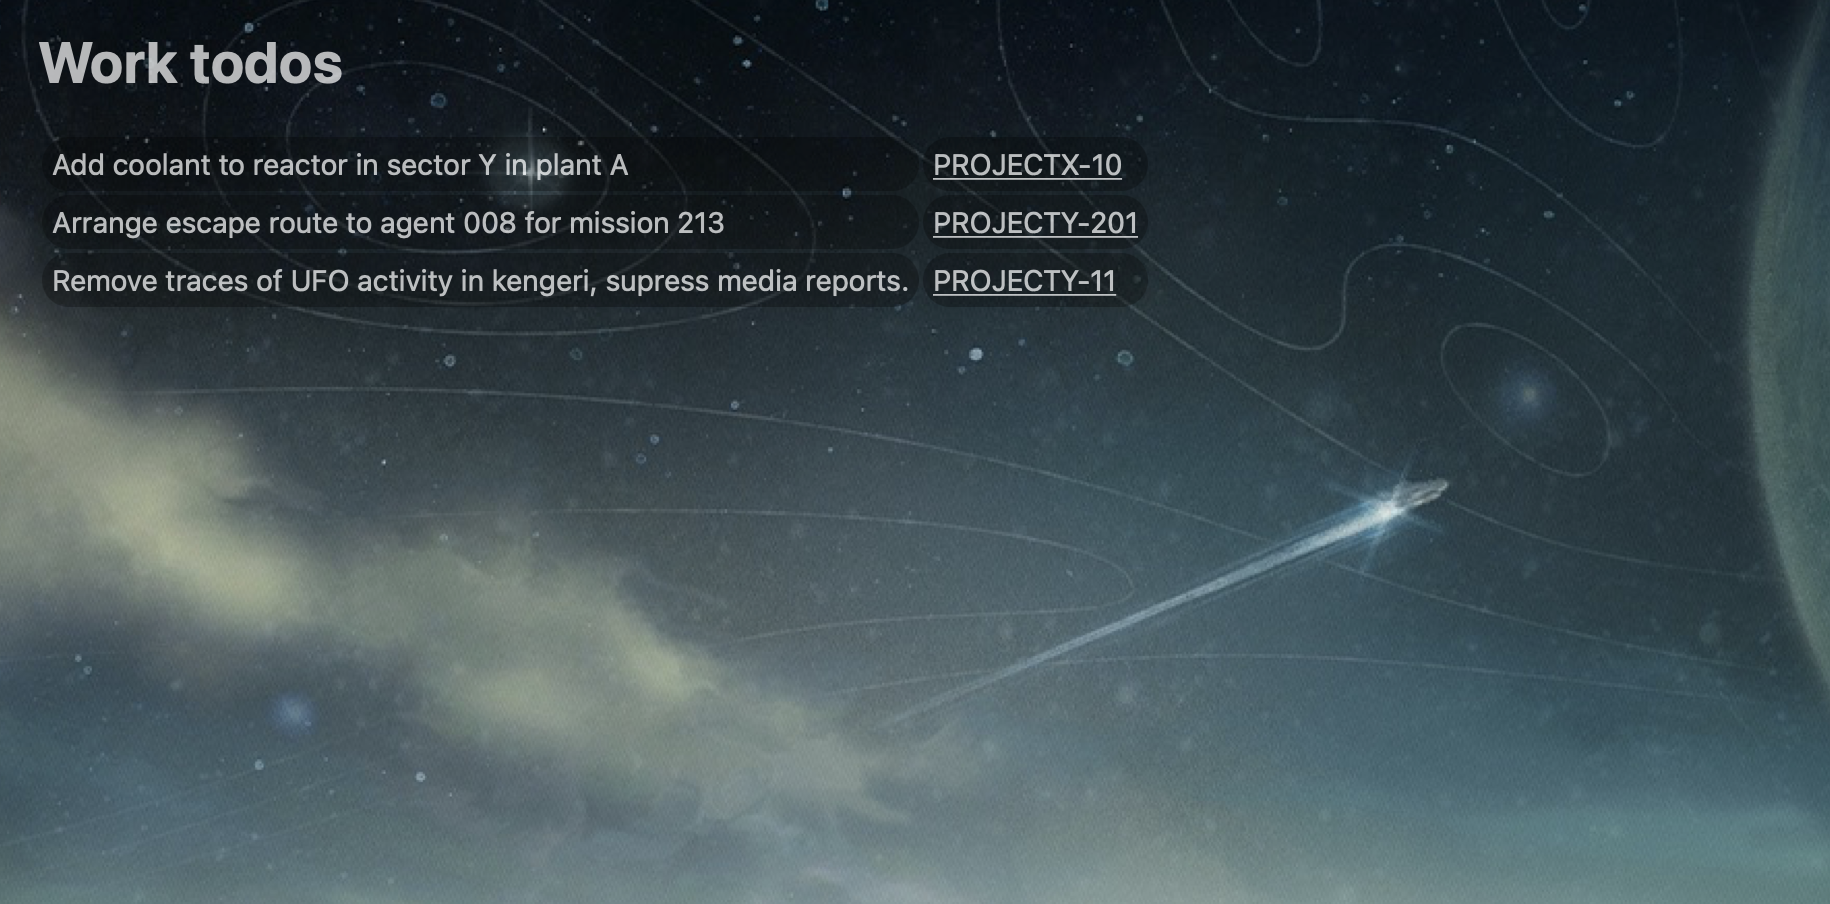 Work todos
Add coolant to reactor in sector Y in plant A PROJECTX-10
Arrange escape route to agent 008 for mission 213 PROJECTY-201
Remove traces of UFO activity in kengeri, supress media reports. PROJECTY-11